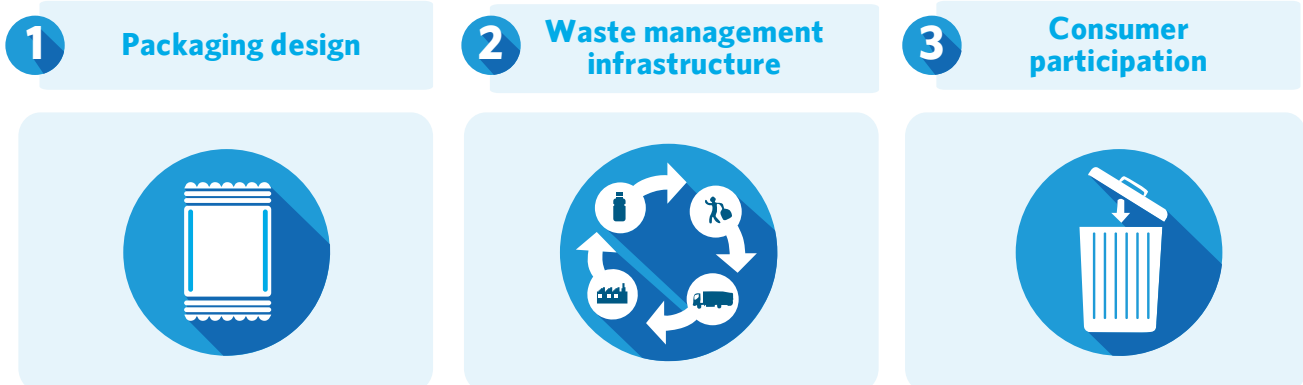 1
Packaging design
2
Waste management
infrastructure
3
Consumer
participation